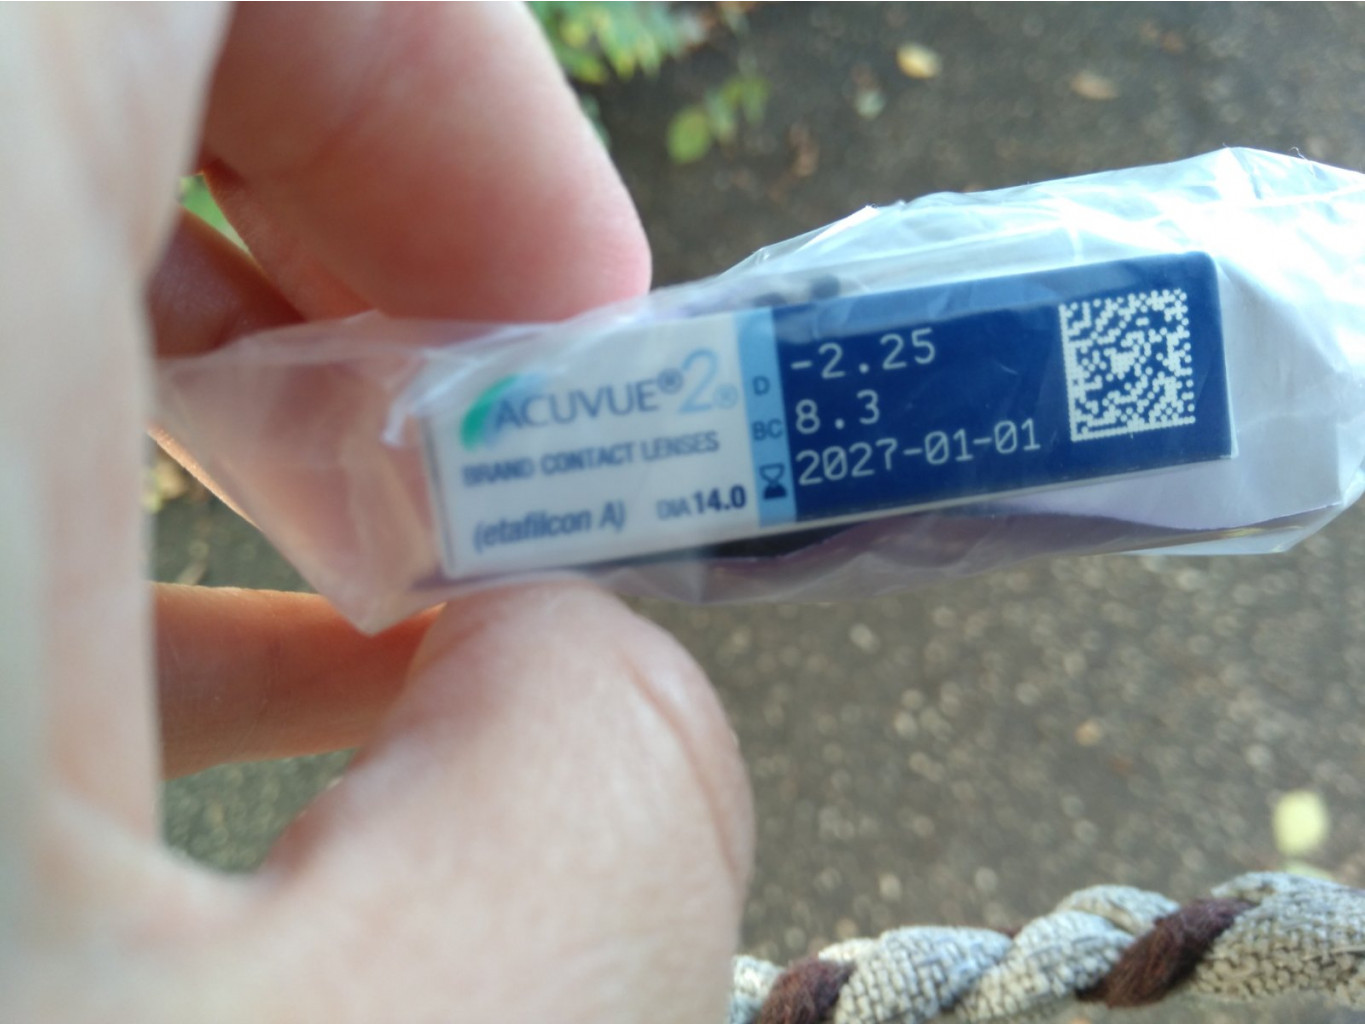 ACUVUE®2®
BRAND CONTACT LENSES
(etafilcon A) DIA 14.0
D -2.25
BC 8.3
2027-01-01